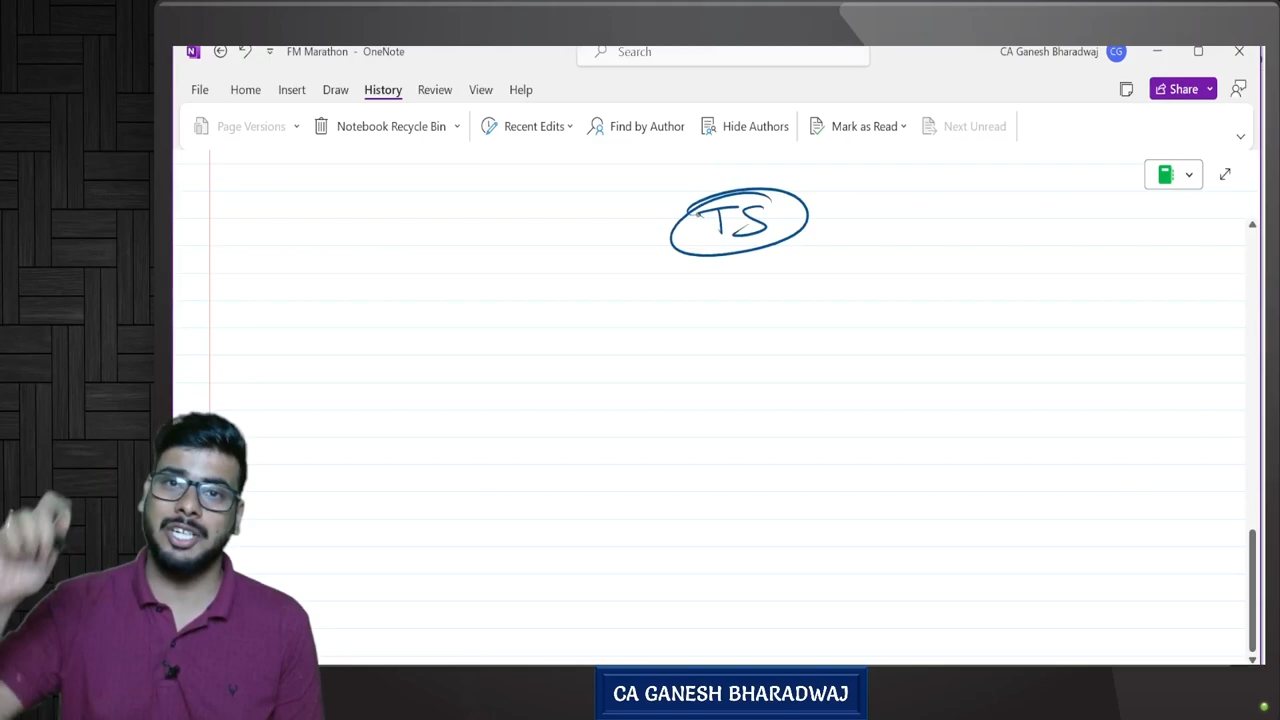 FM Marathon - OneNote
Search
CA Ganesh Bharadwaj CG
File Home Insert Draw History Review View Help
Share
Page Versions Notebook Recycle Bin Recent Edits Find by Author Hide Authors Mark as Read Next Unread
TS
CA GANESH BHARADWAJ